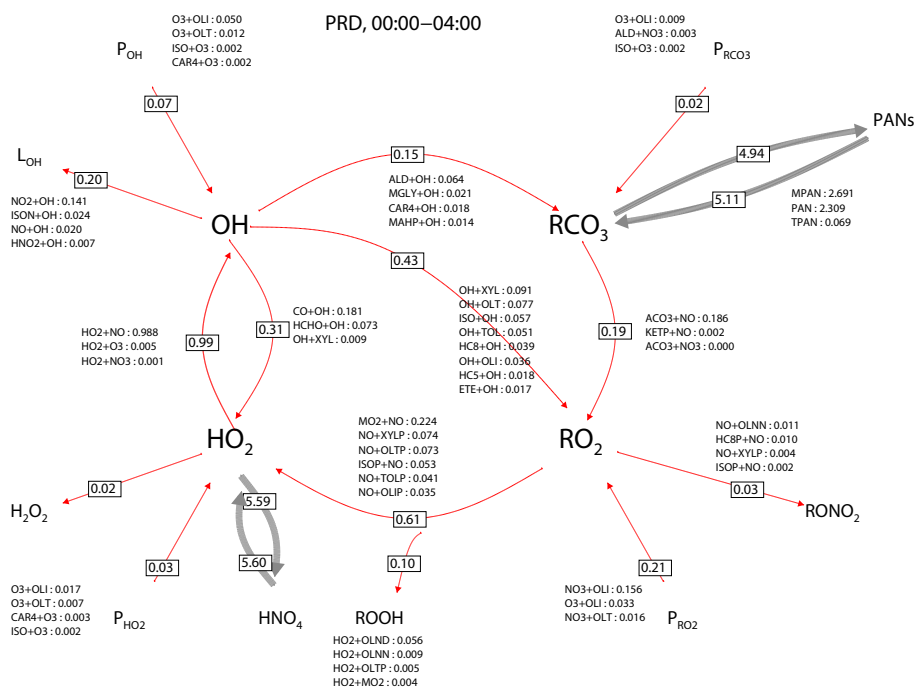 PRD, 00:00–04:00
O3+OLI : 0.050
O3+OLT : 0.012
ISO+O3 : 0.002
CAR4+O3 : 0.002
P_OH
0.07
O3+OLI : 0.009
ALD+NO3 : 0.003
ISO+O3 : 0.002
P_RCO3
0.02
PANs
4.94
5.11
MPAN : 2.691
PAN : 2.309
TPAN : 0.069
L_OH
0.20
NO2+OH : 0.141
ISON+OH : 0.024
NO+OH : 0.020
HNO2+OH : 0.007
0.15
ALD+OH : 0.064
MGLY+OH : 0.021
CAR4+OH : 0.018
MAHP+OH : 0.014
OH
RCO₃
0.43
OH+XYL : 0.091
OH+OLT : 0.077
ISO+OH : 0.057
OH+TOL : 0.051
HC8+OH : 0.039
OH+OLI : 0.036
HC5+OH : 0.018
ETE+OH : 0.017
HO2+NO : 0.988
HO2+O3 : 0.005
HO2+NO3 : 0.001
0.99
0.31
CO+OH : 0.181
HCHO+OH : 0.073
OH+XYL : 0.009
0.19
ACO3+NO : 0.186
KETP+NO : 0.002
ACO3+NO3 : 0.000
HO₂
MO2+NO : 0.224
NO+XYLP : 0.074
NO+OLTP : 0.073
ISOP+NO : 0.053
NO+TOLP : 0.041
NO+OLIP : 0.035
0.61
RO₂
NO+OLNN : 0.011
HC8P+NO : 0.010
NO+XYLP : 0.004
ISOP+NO : 0.002
0.03
RONO₂
0.02
H₂O₂
5.59
5.60
0.03
O3+OLI : 0.017
O3+OLT : 0.007
CAR4+O3 : 0.003
ISO+O3 : 0.002
P_HO2
HNO₄
0.10
ROOH
HO2+OLND : 0.056
HO2+OLNN : 0.009
HO2+OLTP : 0.005
HO2+MO2 : 0.004
0.21
NO3+OLI : 0.156
O3+OLI : 0.033
NO3+OLT : 0.016
P_RO2